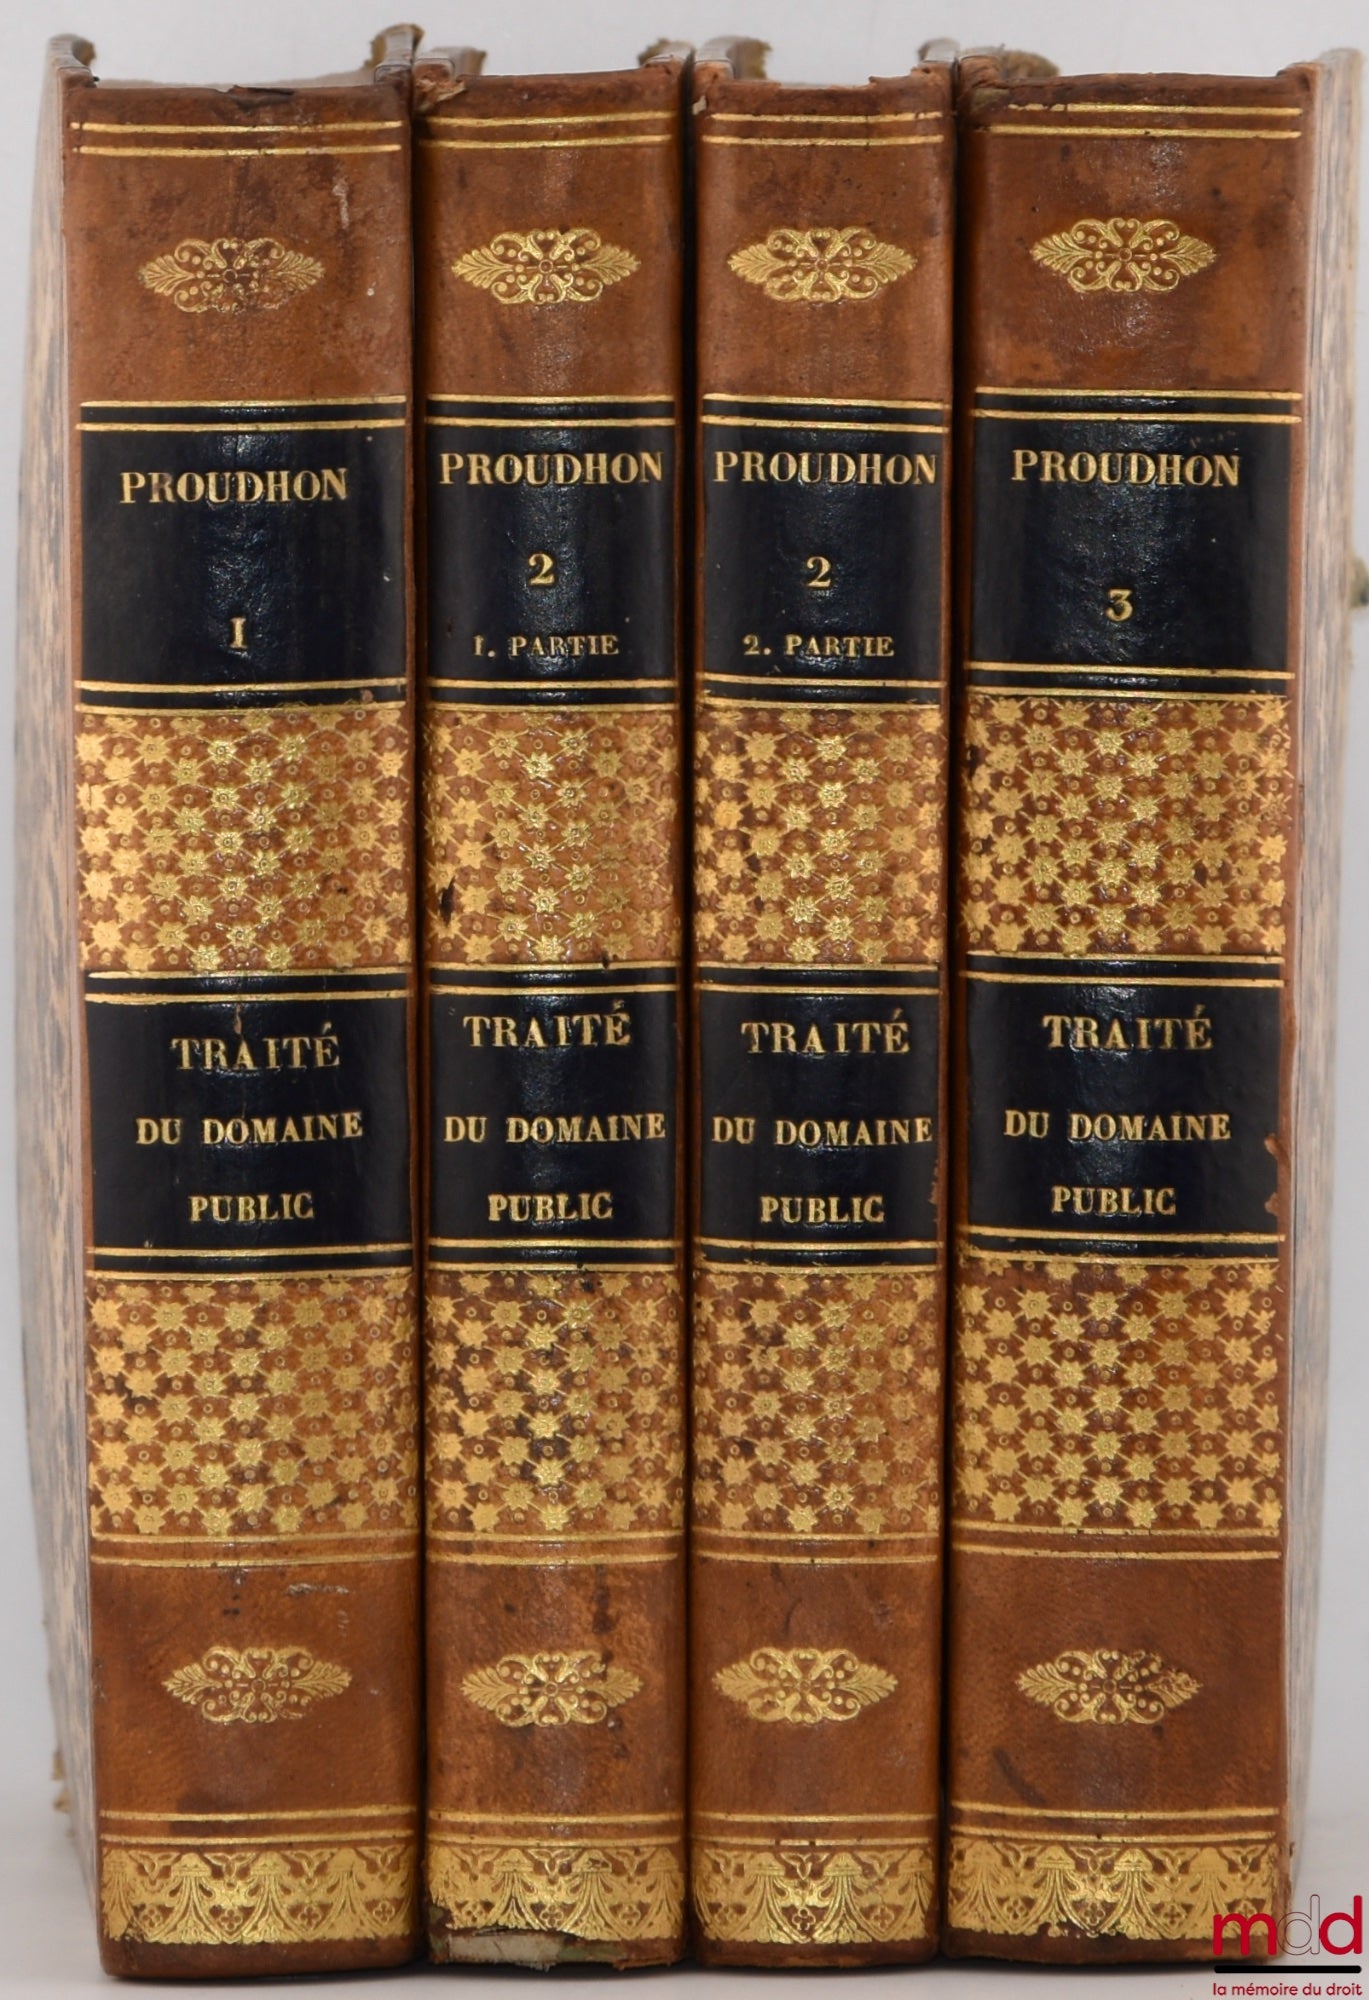 PROUDHON
1
TRAITÉ
DU DOMAINE
PUBLIC
PROUDHON
2
1. PARTIE
TRAITÉ
DU DOMAINE
PUBLIC
PROUDHON
2
2. PARTIE
TRAITÉ
DU DOMAINE
PUBLIC
PROUDHON
3
TRAITÉ
DU DOMAINE
PUBLIC
mdd
la mémoire du droit